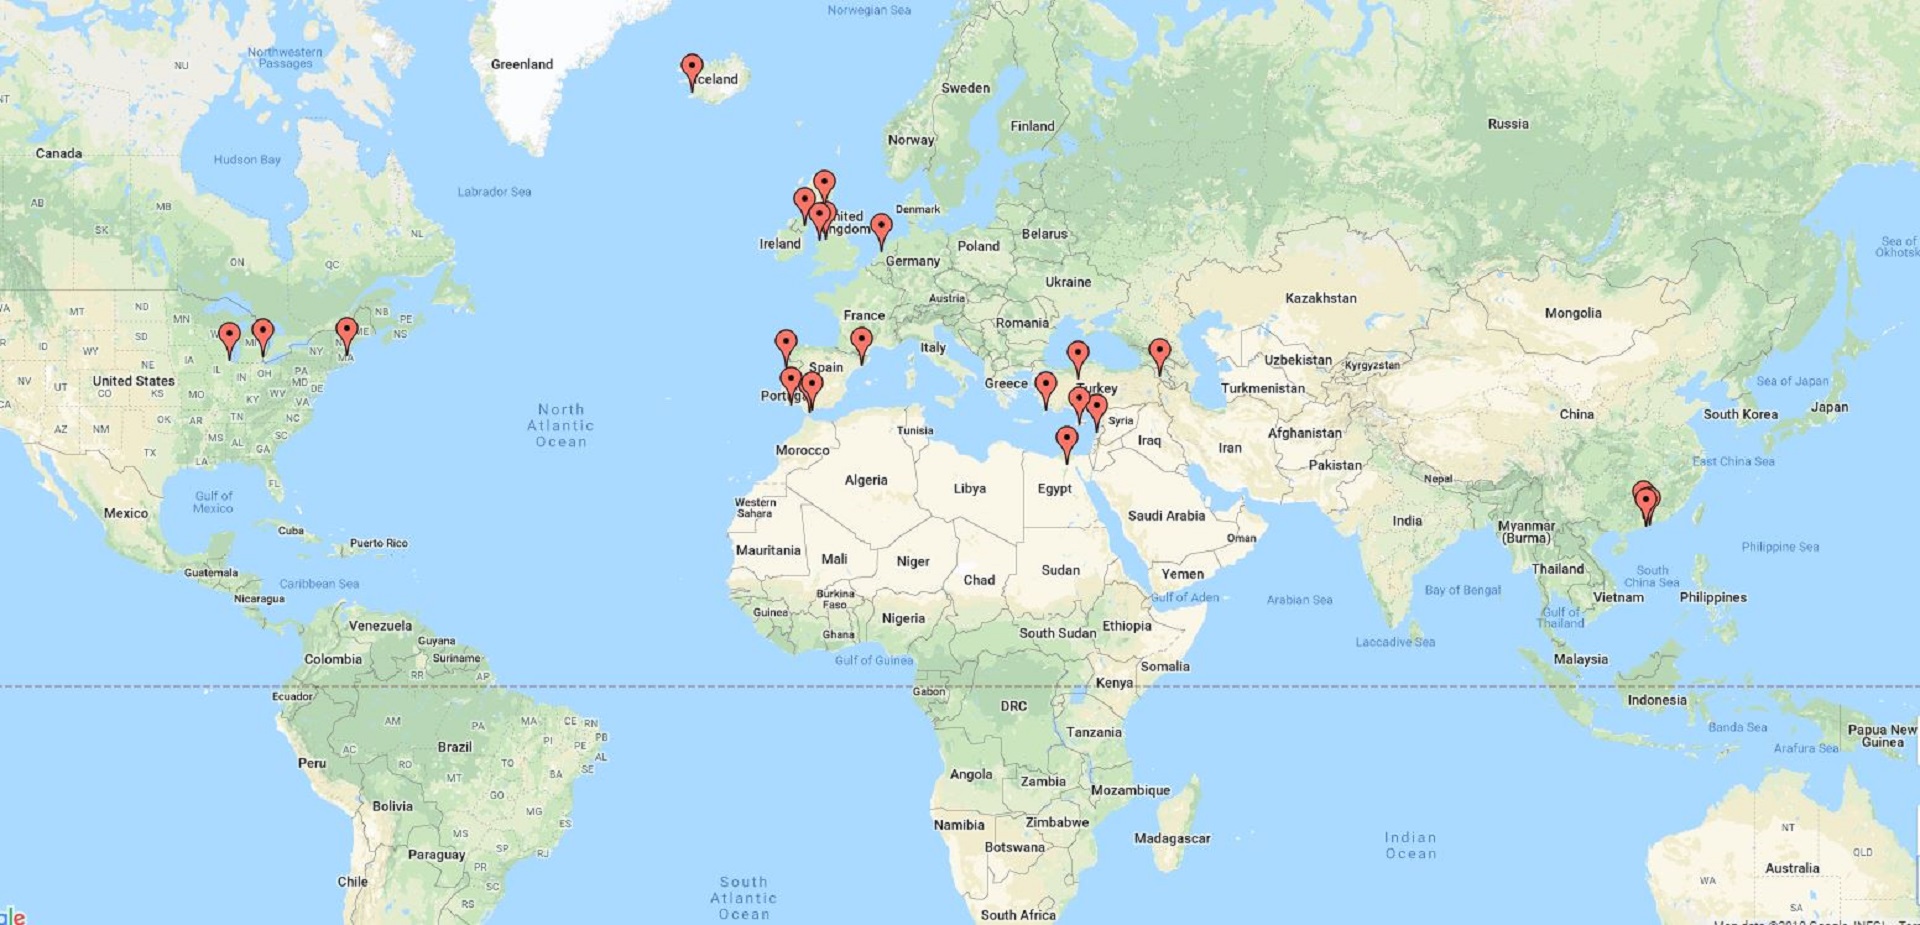 Norwegian Sea
Northwestern
Passages
NU
Greenland
Iceland
Sweden
Finland
Norway
Russia
NT
Canada
Hudson Bay
Labrador Sea
AB
MB
SK
NL
ON
QC
United
Kingdom
Ireland
Denmark
Belarus
Poland
Germany
Ukraine
Sea of
Okhotsk
Kazakhstan
Mongolia
Austria
France
Romania
MT
ND
MN
NB
PE
NS
ME
SD
ID
WY
MI
NY
MA
Italy
Spain
Portugal
Greece
Turkey
Uzbekistan
Kyrgyzstan
Turkmenistan
NE
IA
IL
IN
OH
PA
MD
DE
NV
UT
United States
CO
KS
MO
KY
WV
VA
CA
Sea of Japan
South Korea
Japan
China
AZ
NM
OK
AR
TN
NC
SC
MS
AL
GA
TX
LA
FL
North
Atlantic
Ocean
Tunisia
Morocco
Syria
Iraq
Iran
Afghanistan
Pakistan
Nepal
East China Sea
Algeria
Libya
Egypt
Western
Sahara
Saudi Arabia
Oman
India
Myanmar
(Burma)
Mexico
Gulf of
Mexico
Cuba
Puerto Rico
Philippine Sea
Mauritania
Mali
Niger
Chad
Sudan
Yemen
Thailand
South
China Sea
Guatemala
Caribbean Sea
Nicaragua
Burkina
Faso
Guinea
Ghana
Nigeria
Gulf of Aden
Arabian Sea
Bay of Bengal
Vietnam
Philippines
Gulf of
Thailand
Venezuela
Guyana
Suriname
Colombia
South Sudan
Ethiopia
Laccadive Sea
Gulf of Guinea
Somalia
Malaysia
RR
AP
Ecuador
Gabon
Kenya
DRC
Indonesia
AM
PA
MA
CE
RN
PB
PI
PE
AL
SE
Tanzania
Banda Sea
Papua New
Guinea
Arafura Sea
AC
Brazil
Peru
RO
MT
TO
BA
Angola
Zambia
Mozambique
Bolivia
GO
MG
ES
Namibia
Zimbabwe
Botswana
Madagascar
Indian
Ocean
NT
QLD
MS
SP
RJ
Paraguay
PR
SC
Chile
RS
South
Atlantic
Ocean
South Africa
Australia
WA
SA
gle